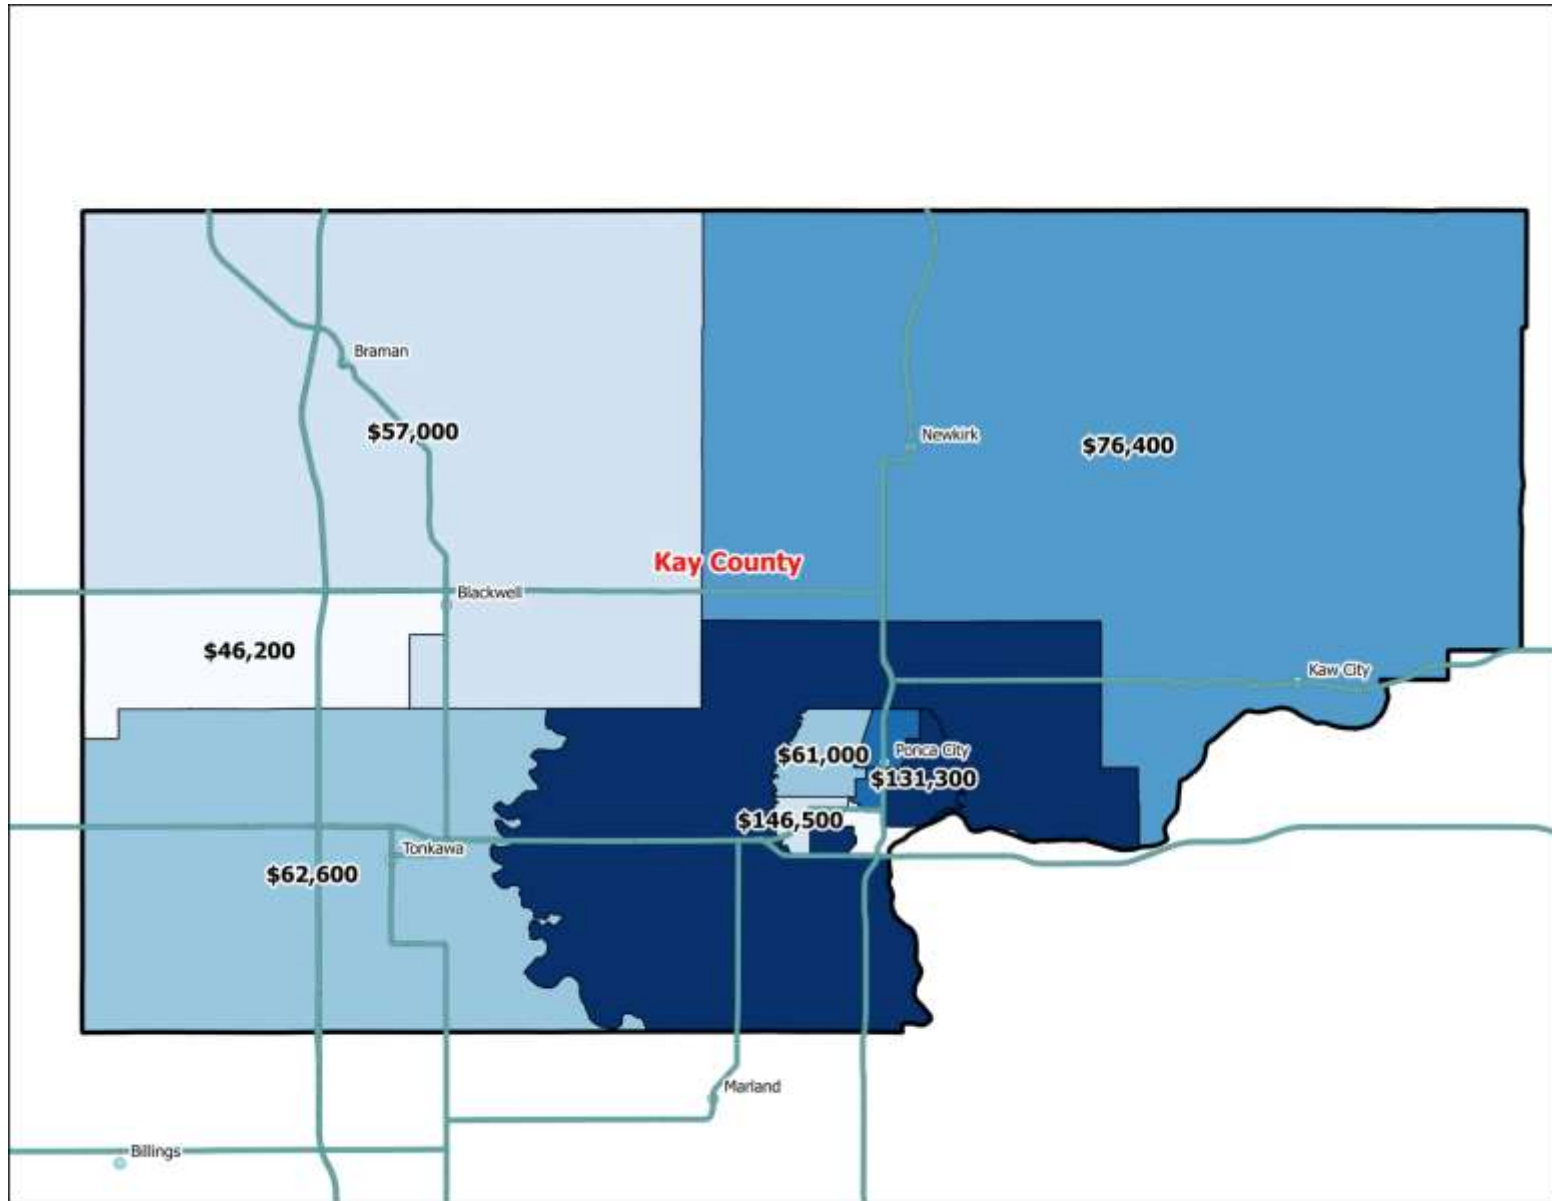 Braman
$57,000
Newkirk
$76,400
Kay County
Blackwell
$46,200
Kaw City
Ponca City
$61,000
$131,300
$146,500
Tonkawa
$62,600
Marland
Billings